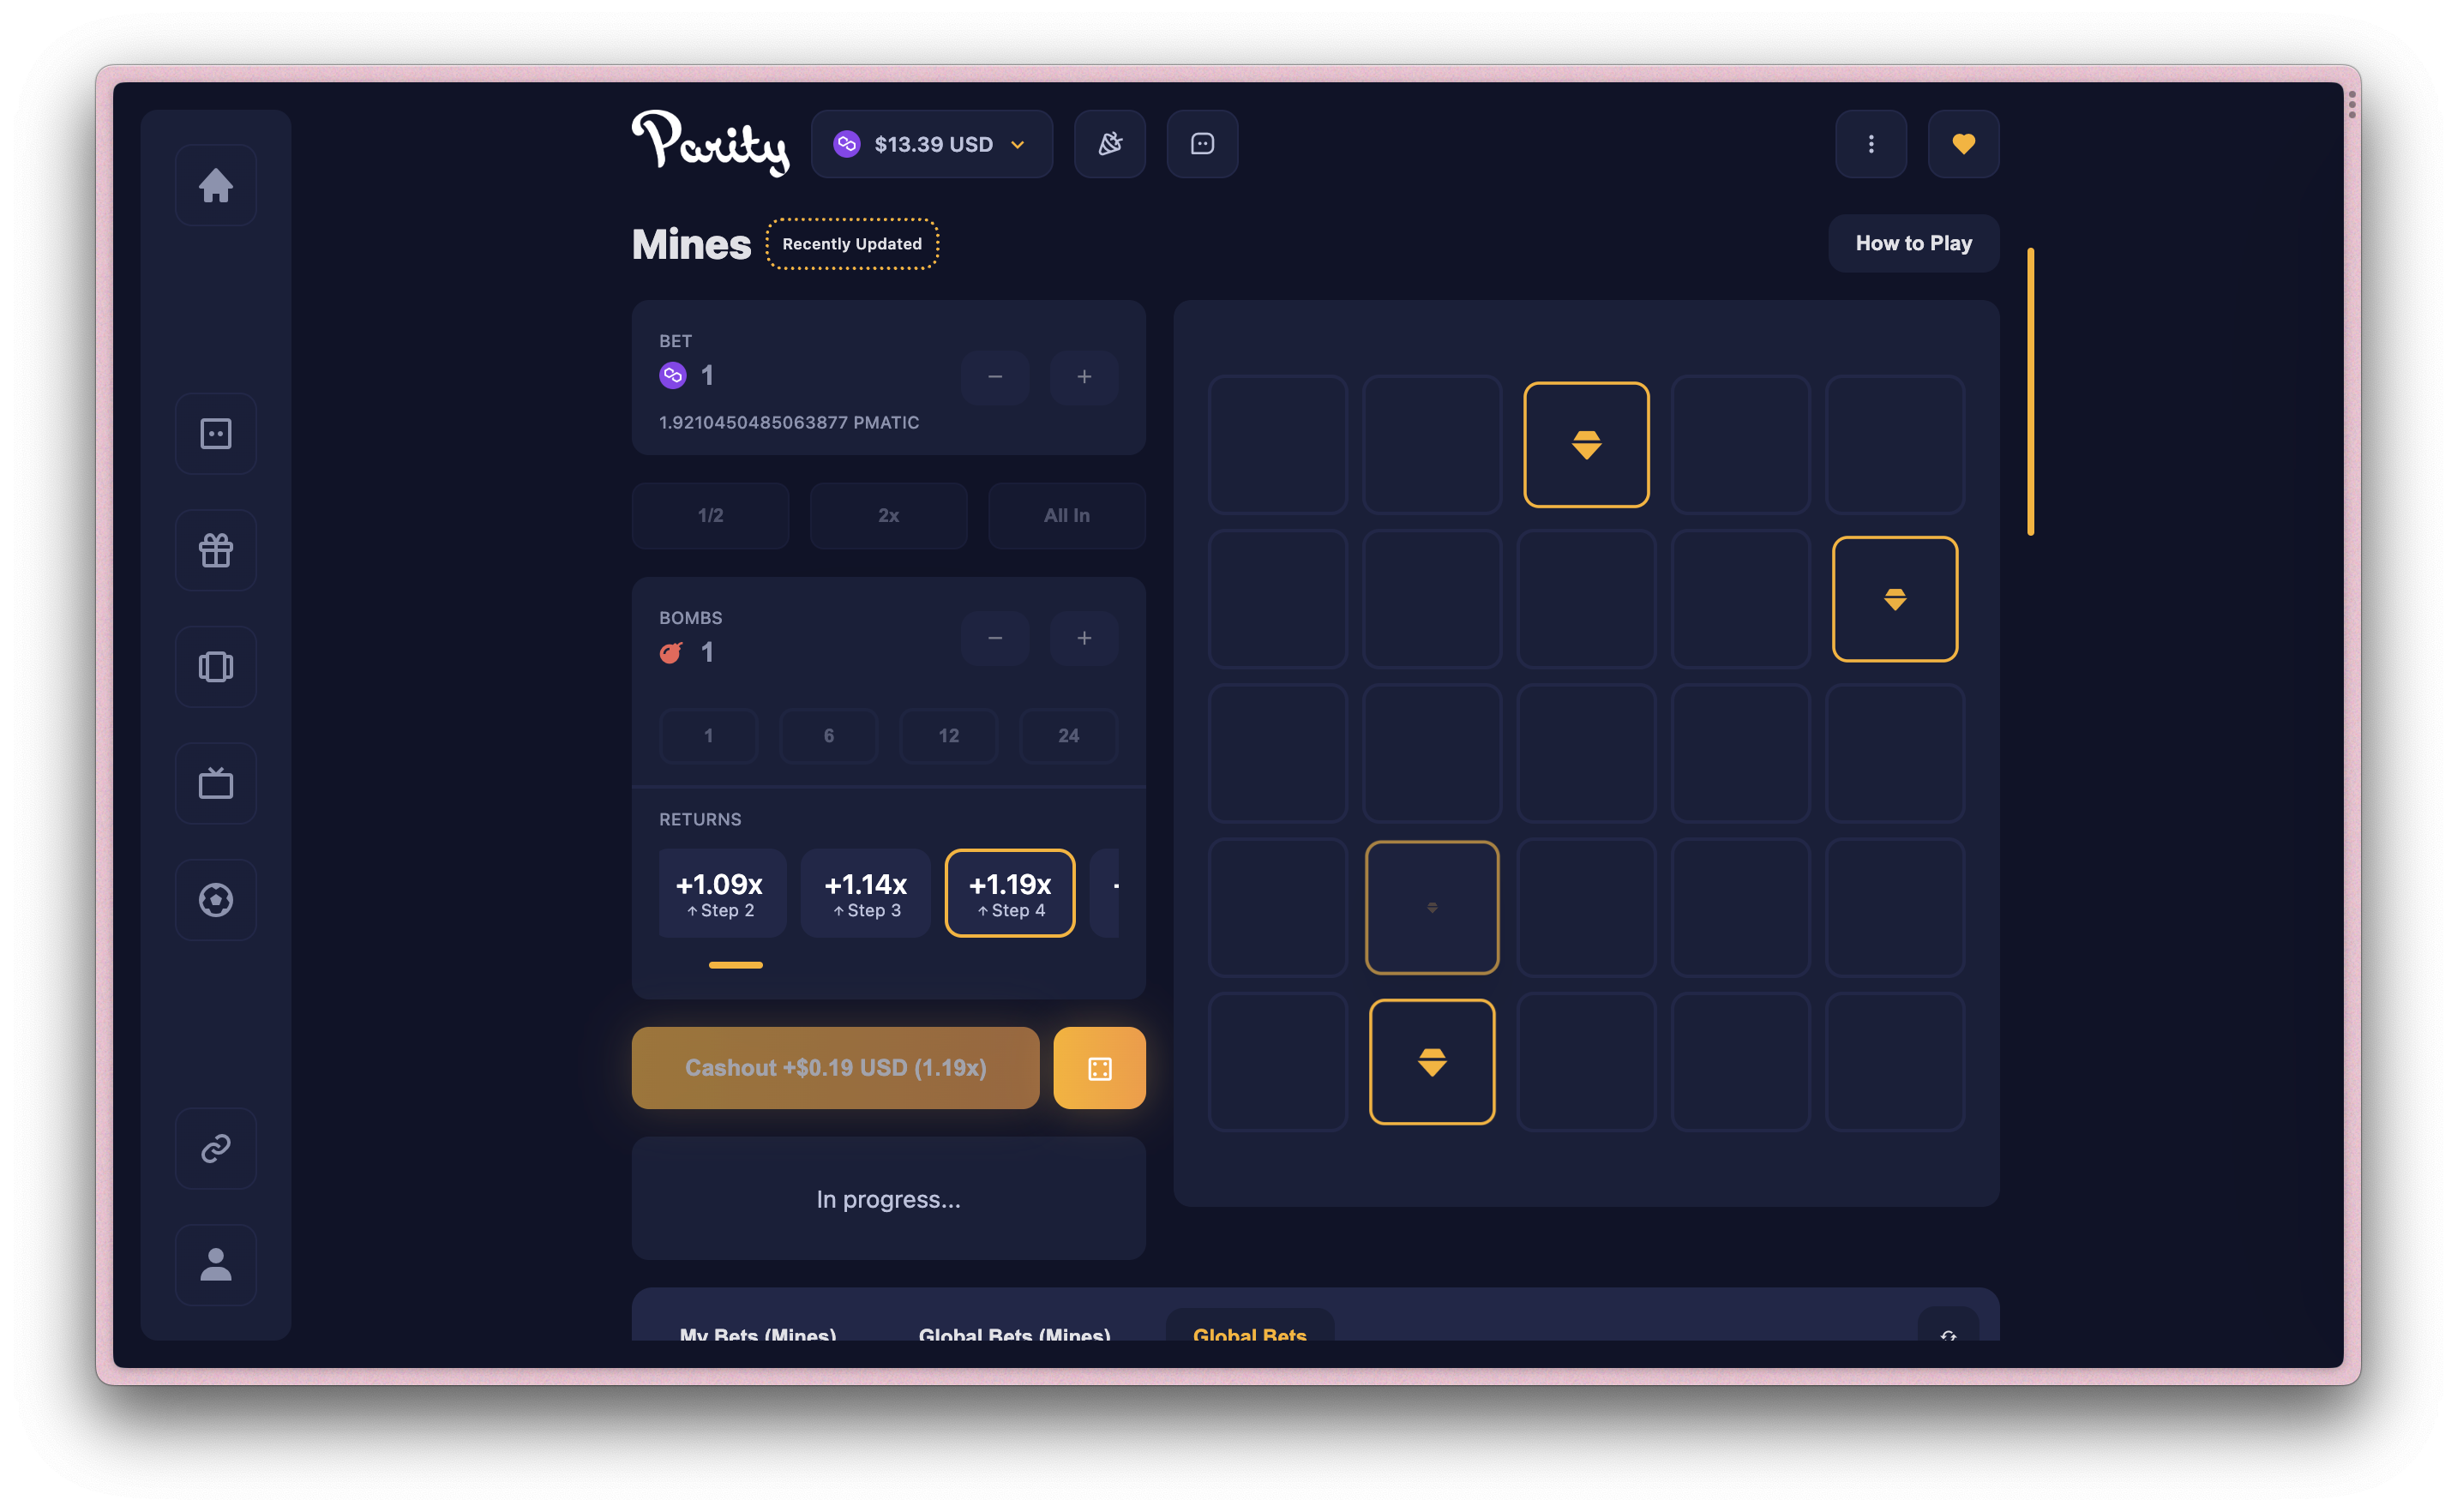 Parity
$13.39 USD
Mines
Recently Updated
How to Play
BET
1
1.9210450485063877 PMATIC
1/2
2x
All In
BOMBS
1
1
6
12
24
RETURNS
+1.09x
+1.14x
+1.19x
↑ Step 2
↑ Step 3
↑ Step 4
Cashout +$0.19 USD (1.19x)
In progress...
My Bets (Mines)
Global Bets (Mines)
Global Bets